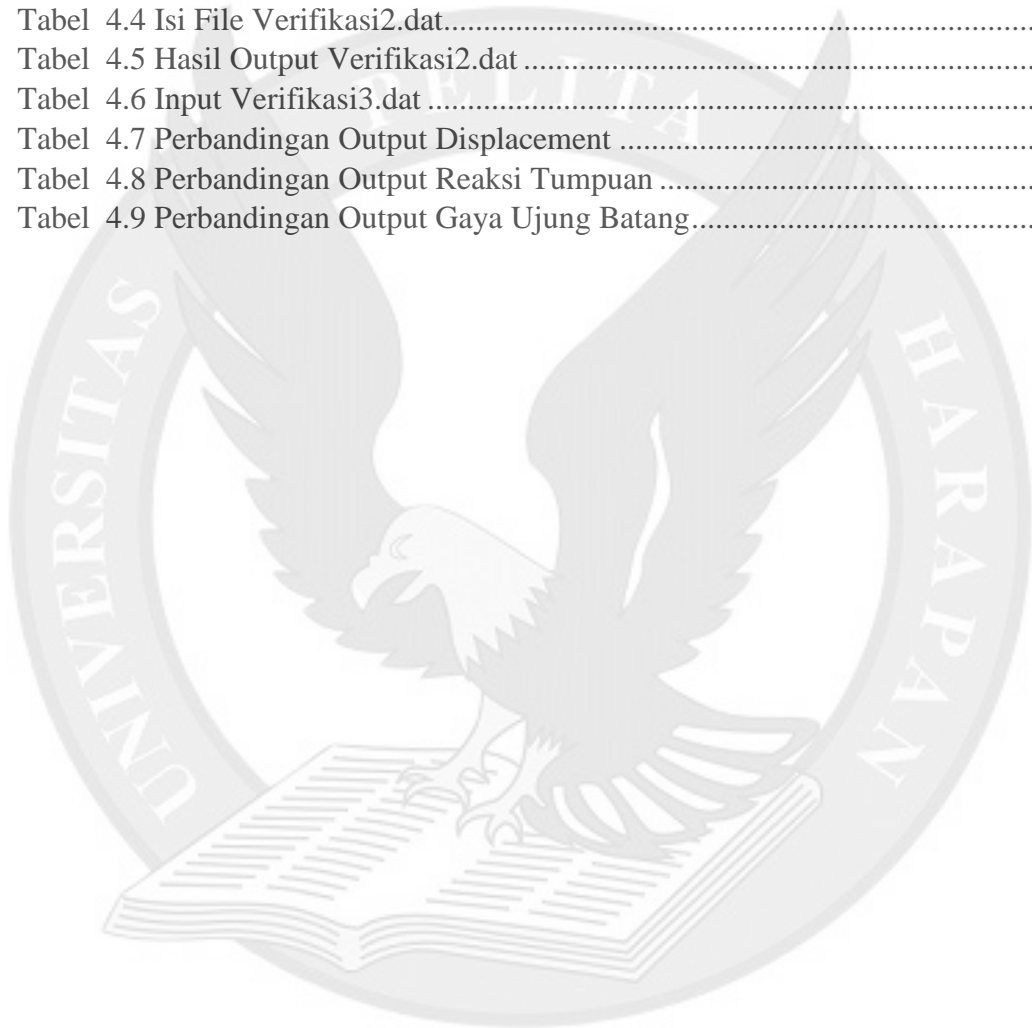 Tabel 4.4 Isi File Verifikasi2.dat
Tabel 4.5 Hasil Output Verifikasi2.dat
Tabel 4.6 Input Verifikasi3.dat
Tabel 4.7 Perbandingan Output Displacement
Tabel 4.8 Perbandingan Output Reaksi Tumpuan
Tabel 4.9 Perbandingan Output Gaya Ujung Batang
UNIVERSITAS PELITA HARAPAN